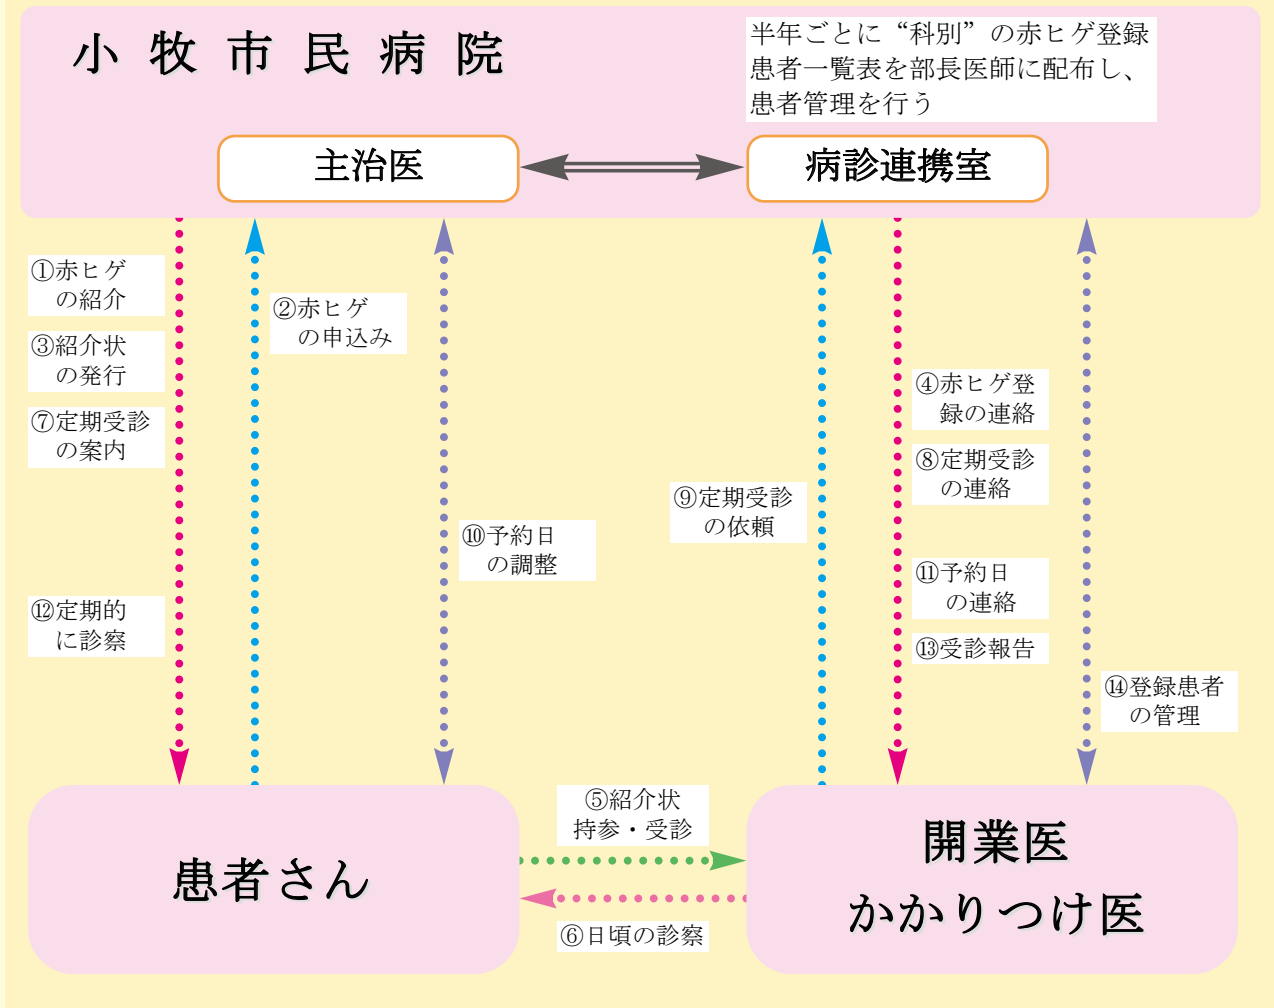 小牧市民病院
半年ごとに“科別”の赤ヒゲ登録
患者一覧表を部長医師に配布し、
患者管理を行う
主治医
病診連携室
①赤ヒゲ
の紹介
③紹介状
の発行
⑦定期受診
の案内
⑫定期的
に診察
②赤ヒゲ
の申込み
⑩予約日
の調整
⑨定期受診
の依頼
④赤ヒゲ登
録の連絡
⑧定期受診
の連絡
⑪予約日
の連絡
⑬受診報告
⑭登録患者
の管理
⑤紹介状
持参・受診
⑥日頃の診察
患者さん
開業医
かかりつけ医